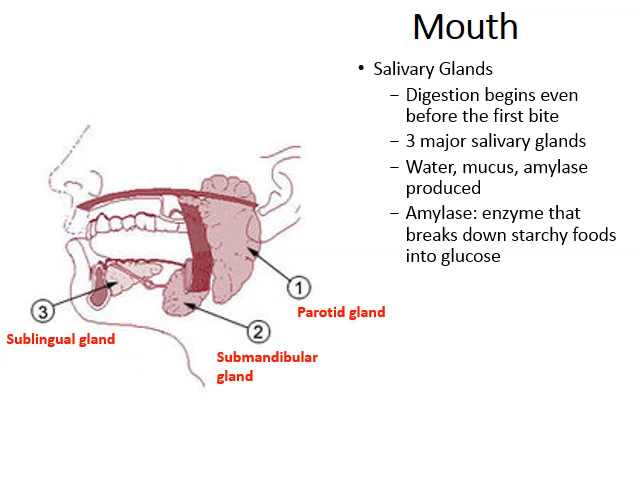 Mouth
• Salivary Glands
– Digestion begins even
before the first bite
– 3 major salivary glands
– Water, mucus, amylase
produced
– Amylase: enzyme that
breaks down starchy foods
into glucose
1
Parotid gland
3
Sublingual gland
2
Submandibular
gland